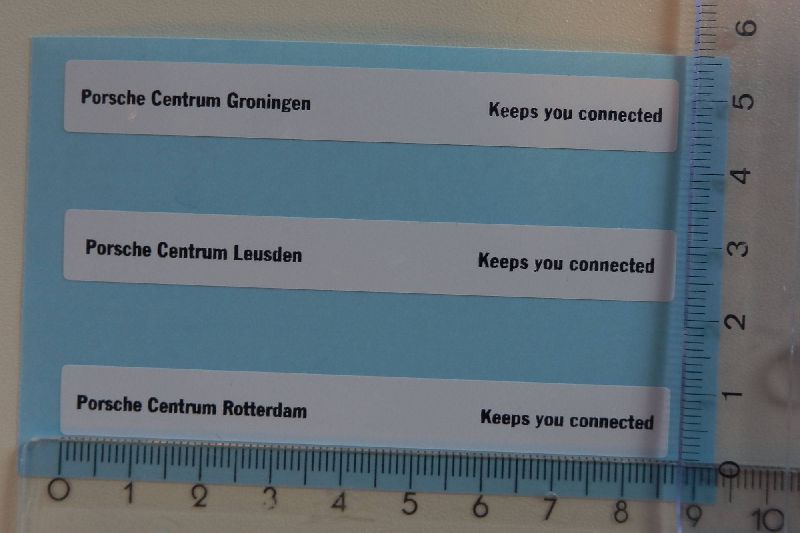 Porsche Centrum Groningen Keeps you connected
Porsche Centrum Leusden Keeps you connected
Porsche Centrum Rotterdam Keeps you connected
0 1 2 3 4 5 6 7 8 9 10
6
5
4
3
2
1
0